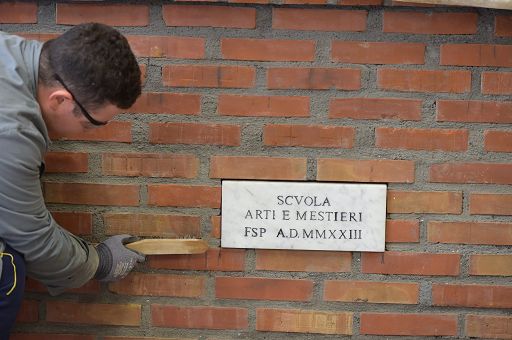 SCVOLA
ARTI E MESTIERI
FSP A.D.MMXXIII